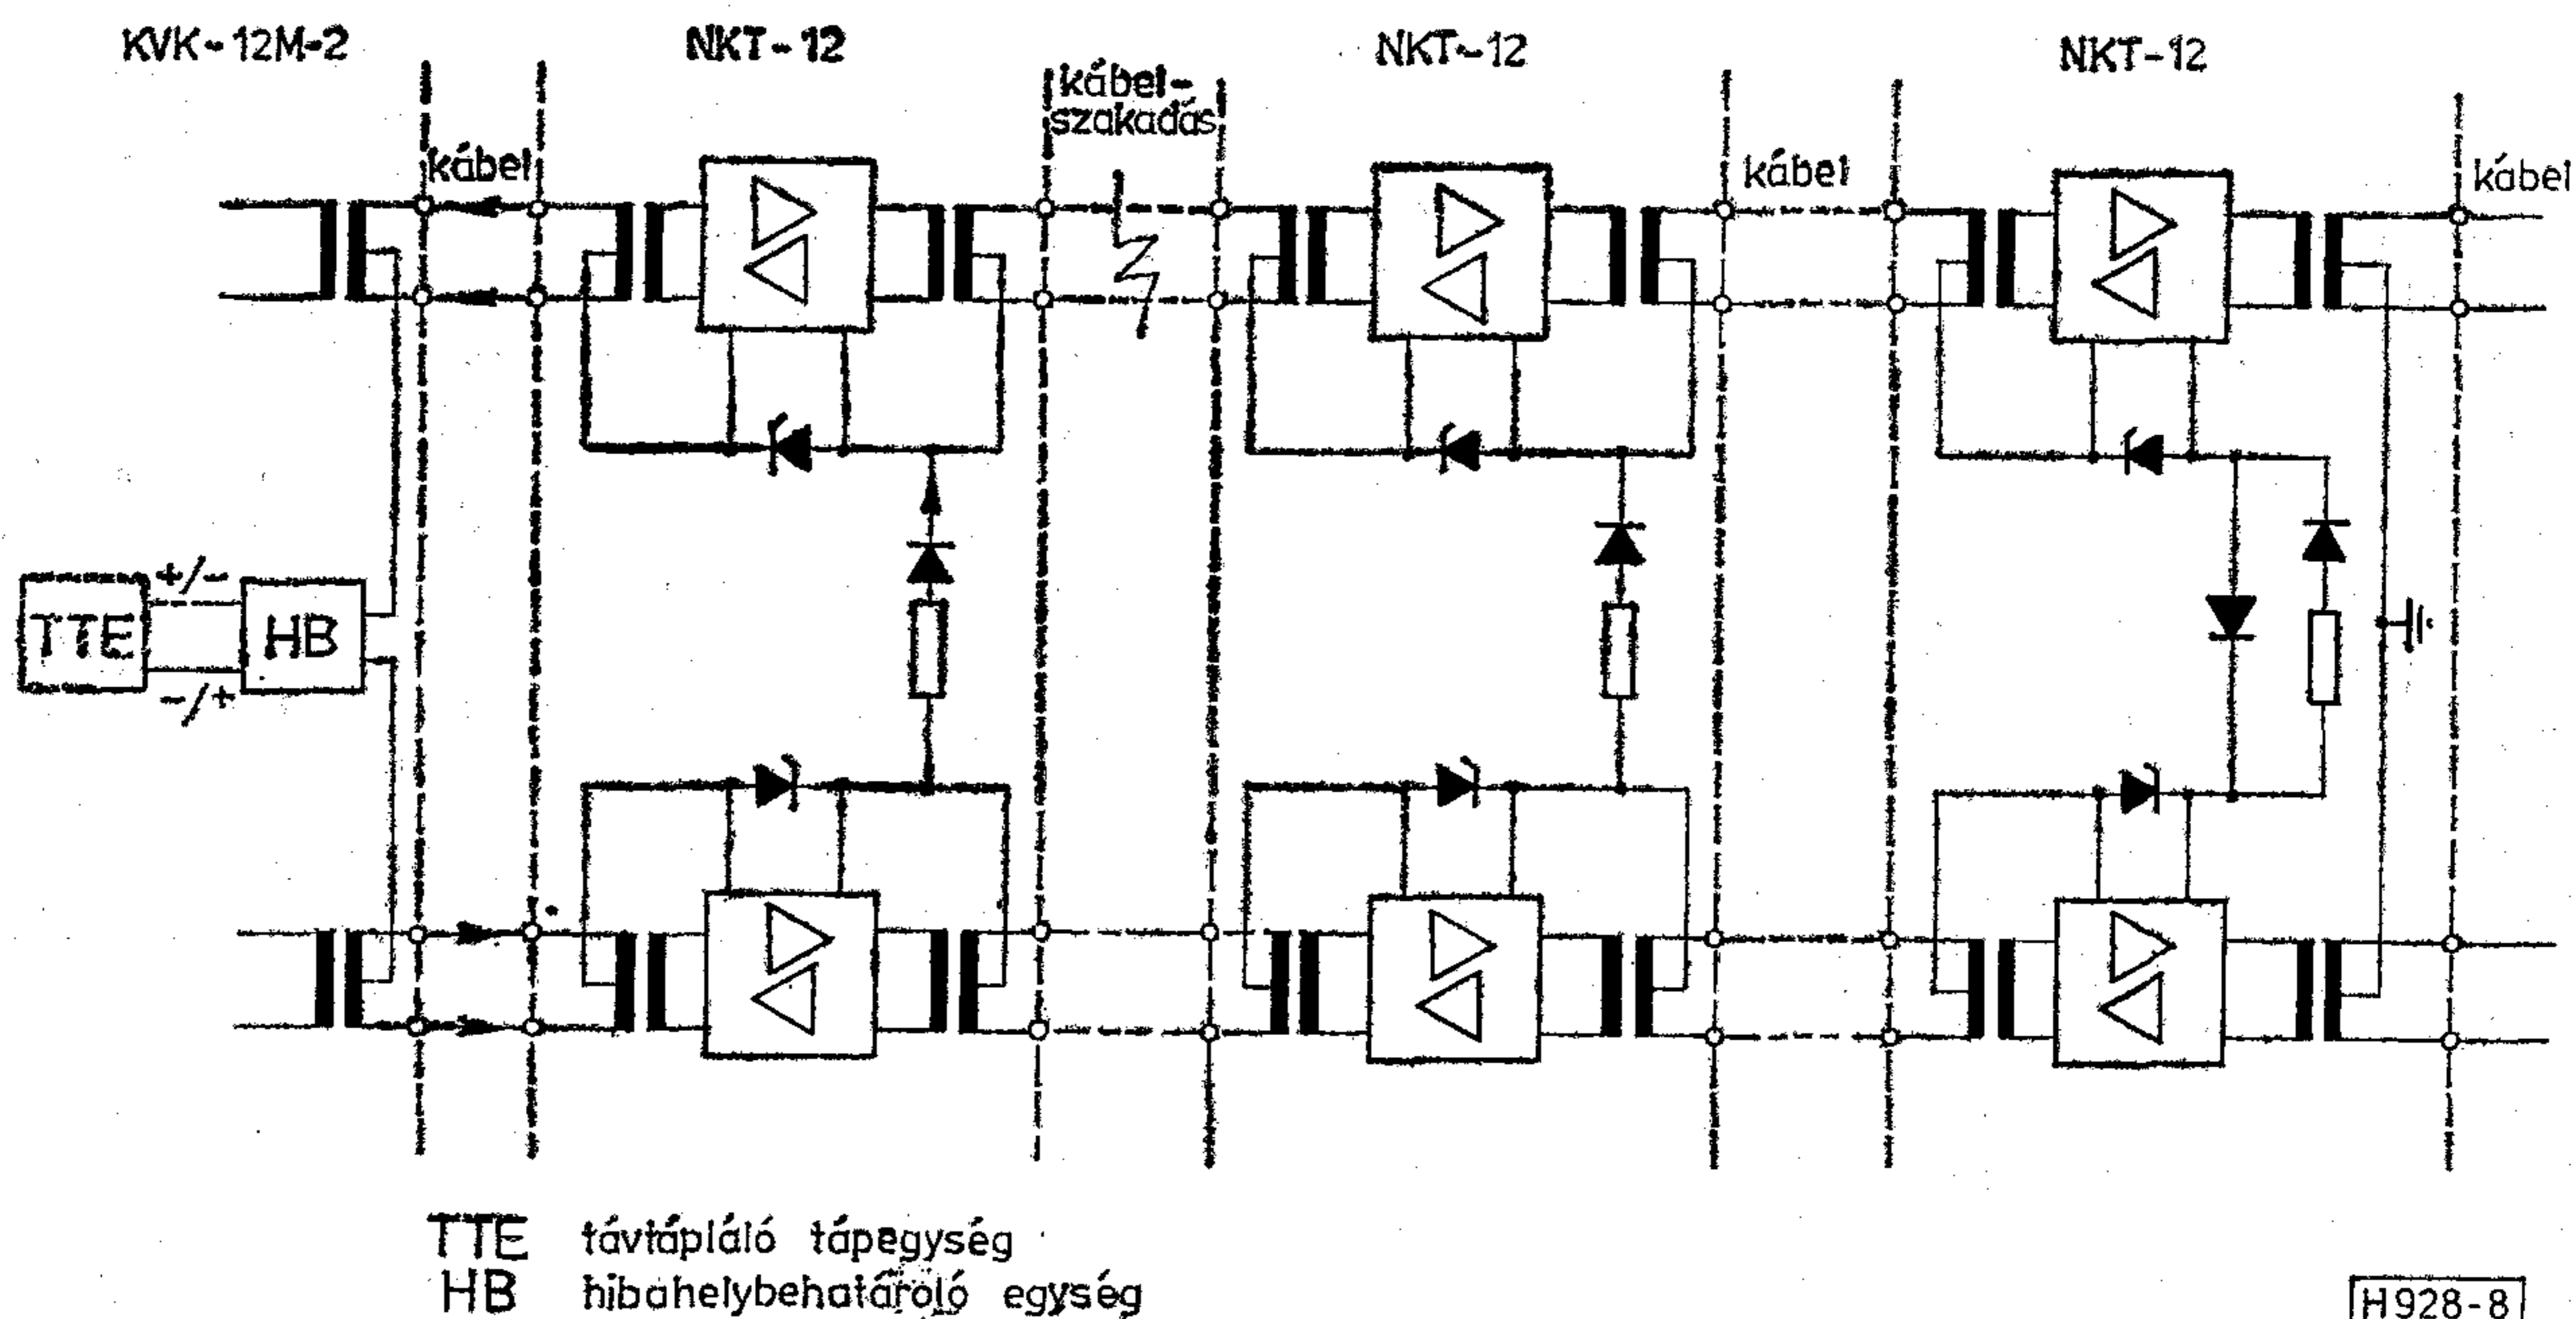 KVK-12M-2
NKT-12
NKT-12
NKT-12
kábel-
szakadás
kábel
kábel
kábel
+/-
TTE
HB
-/+
TTE távtápláló tápegység
HB hibahelybehatároló egység
H928-8